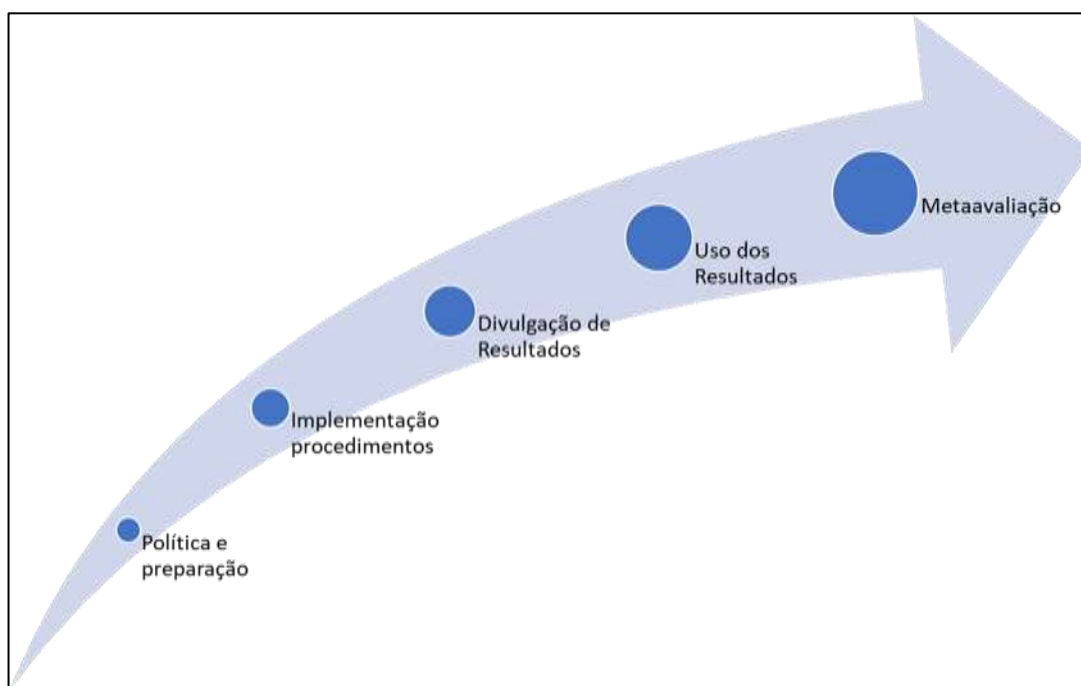 Política e
preparação
Implementação
procedimentos
Divulgação de
Resultados
Uso dos
Resultados
Metaavaliação